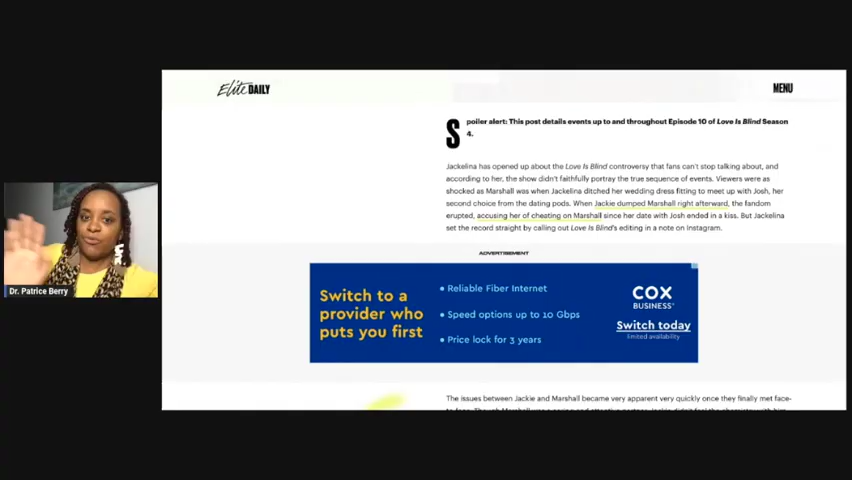 Elite DAILY
MENU
Spoiler alert: This post details events up to and throughout Episode 10 of Love Is Blind Season
4.
Jackelina has opened up about the Love Is Blind controversy that fans can't stop talking about, and
according to her, the show didn't faithfully portray the true sequence of events. Viewers were as
shocked as Marshall was when Jackelina ditched her wedding dress fitting to meet up with Josh, her
second choice from the dating pods. When Jackie dumped Marshall right afterward, the fandom
erupted, accusing her of cheating on Marshall since her date with Josh ended in a kiss. But Jackelina
set the record straight by calling out Love Is Blind's editing in a note on Instagram.
ADVERTISEMENT
Switch to a
provider who
puts you first
• Reliable Fiber Internet
• Speed options up to 10 Gbps
• Price lock for 3 years
COX
BUSINESS
Switch today
limited availability
Dr. Patrice Berry
The issues between Jackie and Marshall became very apparent very quickly once they finally met face-